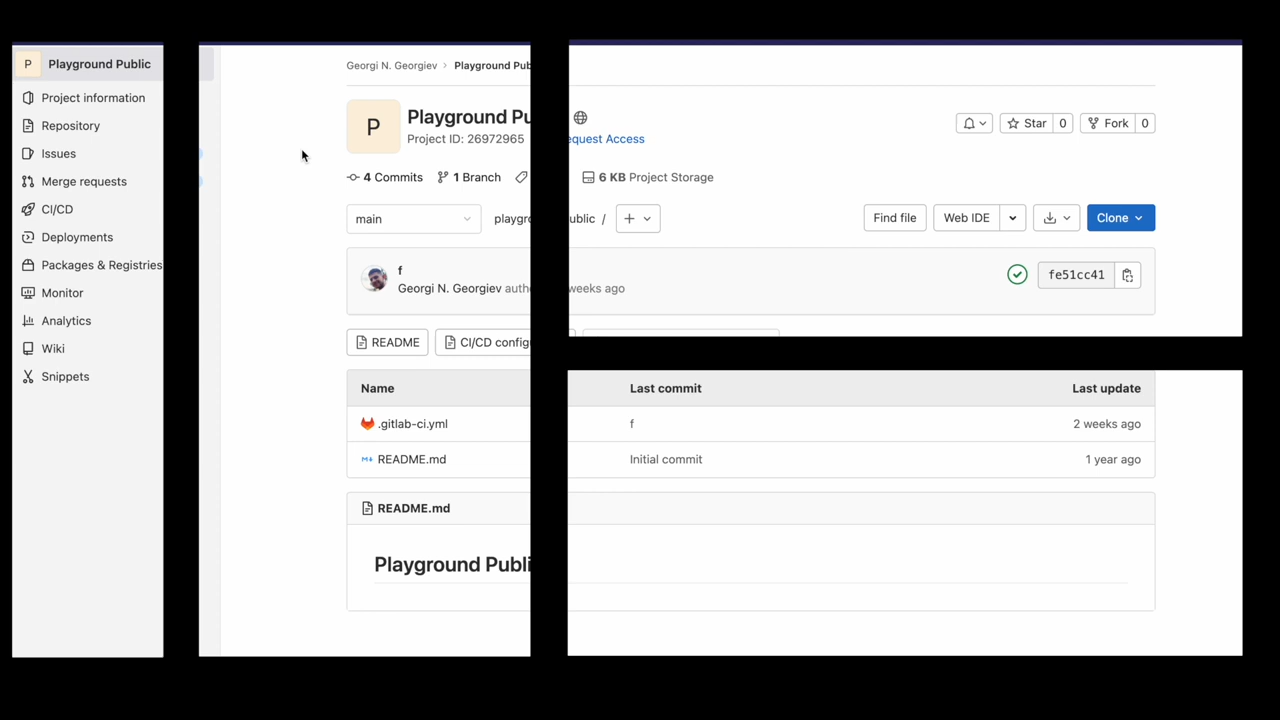 P Playground Public
Project information
Repository
Issues
Merge requests
CI/CD
Deployments
Packages & Registries
Monitor
Analytics
Wiki
Snippets
Georgi N. Georgiev > Playground Pub
P
Playground Pu
Project ID: 26972965
equest Access
Star 0
Fork 0
4 Commits
1 Branch
6 KB Project Storage
main
playgro
ublic / +
Find file
Web IDE
Clone
f
Georgi N. Georgiev autho
weeks ago
fe51cc41
README
CI/CD config
Name Last commit Last update
.gitlab-ci.yml f 2 weeks ago
README.md Initial commit 1 year ago
README.md
Playground Publi